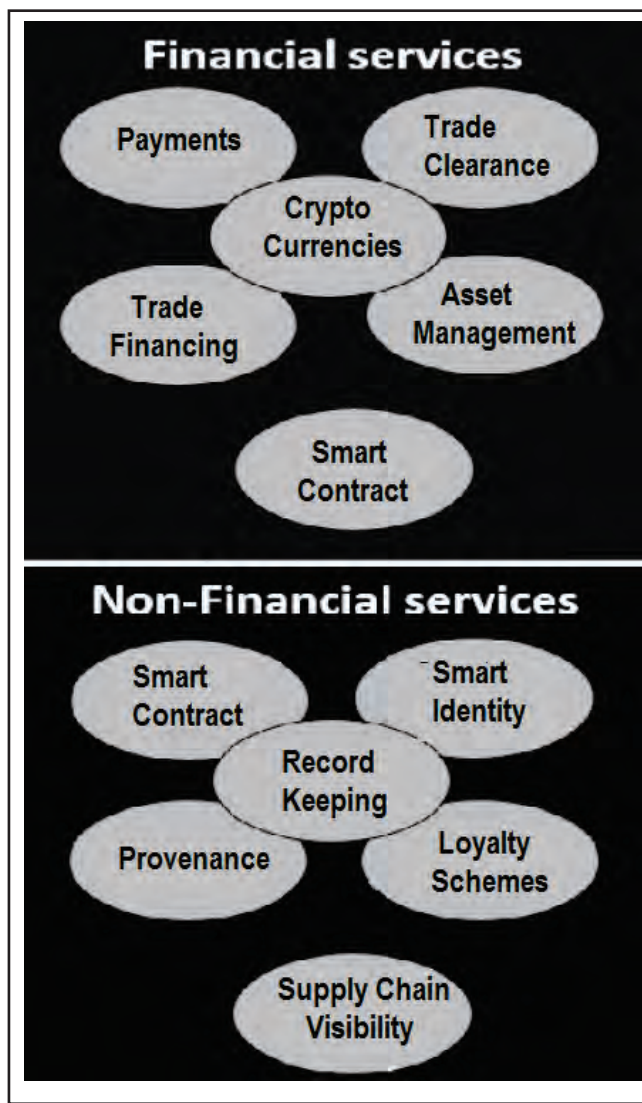 Financial services
Payments
Trade
Clearance
Crypto
Currencies
Trade
Financing
Asset
Management
Smart
Contract
Non-Financial services
Smart
Contract
Smart
Identity
Record
Keeping
Provenance
Loyalty
Schemes
Supply Chain
Visibility